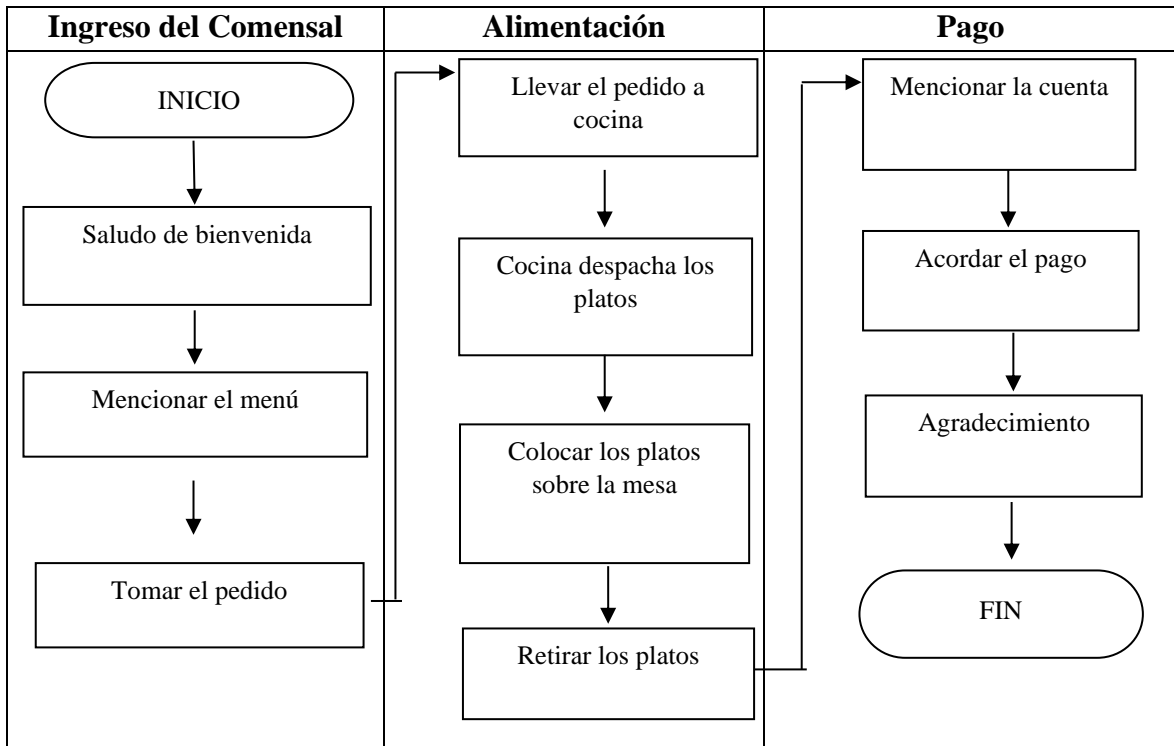 Ingreso del Comensal
Alimentación
Pago
INICIO
Saludo de bienvenida
Mencionar el menú
Tomar el pedido
Llevar el pedido a
cocina
Cocina despacha los
platos
Colocar los platos
sobre la mesa
Retirar los platos
Mencionar la cuenta
Acordar el pago
Agradecimiento
FIN